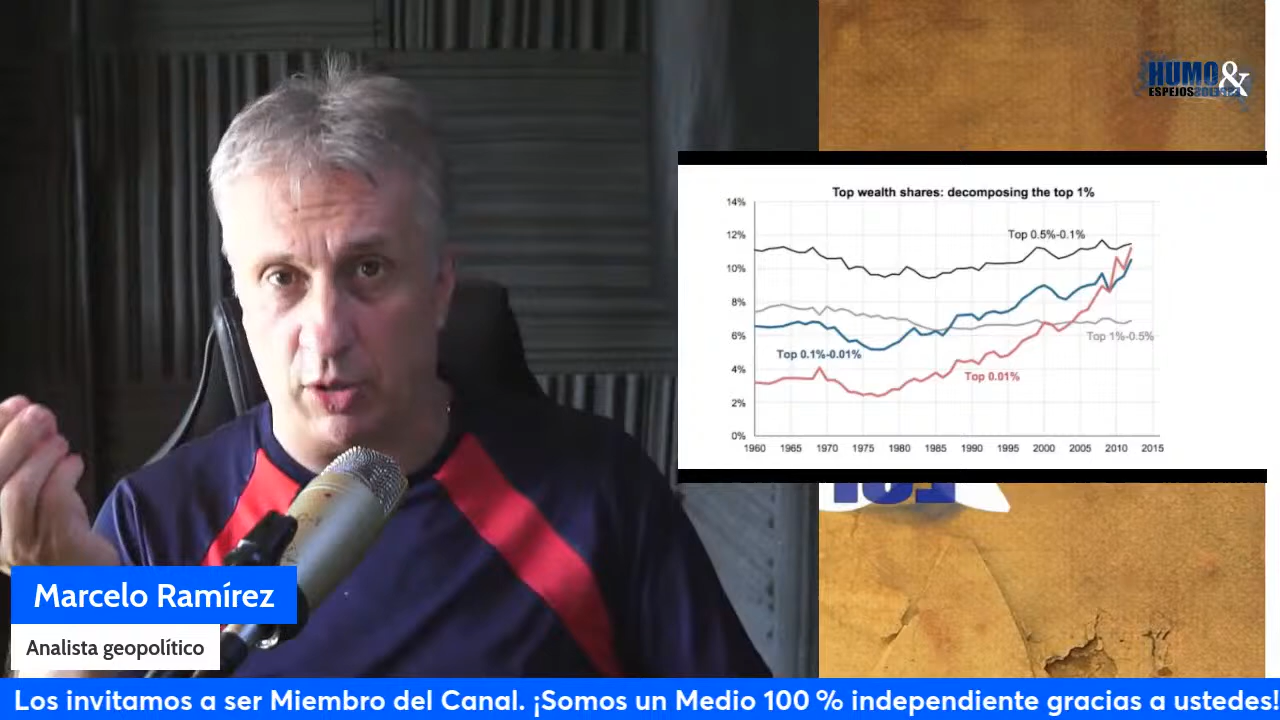 HUMO&
ESPEJOS
Top wealth shares: decomposing the top 1%
14%
12%
10%
8%
6%
4%
2%
0%
Top 0.5%-0.1%
Top 1%-0.5%
Top 0.1%-0.01%
Top 0.01%
1960 1965 1970 1975 1980 1985 1990 1995 2000 2005 2010 2015
Marcelo Ramírez
Analista geopolítico
Los invitamos a ser Miembro del Canal. ¡Somos un Medio 100 % independiente gracias a ustedes!